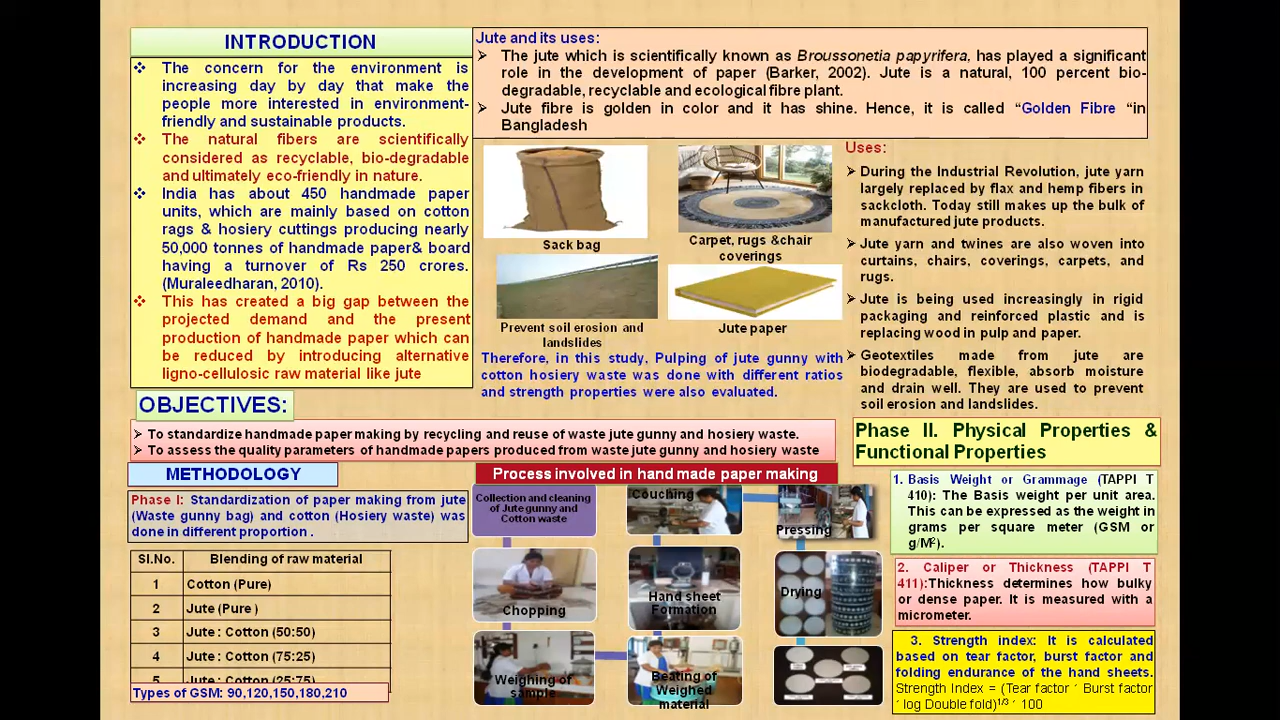 INTRODUCTION
❖ The concern for the environment is
increasing day by day that make the
people more interested in environment-
friendly and sustainable products.
❖ The natural fibers are scientifically
considered as recyclable, bio-degradable
and ultimately eco-friendly in nature.
❖ India has about 450 handmade paper
units, which are mainly based on cotton
rags & hosiery cuttings producing nearly
50,000 tonnes of handmade paper& board
having a turnover of Rs 250 crores.
(Muraleedharan, 2010).
❖ This has created a big gap between the
projected demand and the present
production of handmade paper which can
be reduced by introducing alternative
ligno-cellulosic raw material like jute
Jute and its uses:
➢ The jute which is scientifically known as Broussonetia papyrifera, has played a significant
role in the development of paper (Barker, 2002). Jute is a natural, 100 percent bio-
degradable, recyclable and ecological fibre plant.
➢ Jute fibre is golden in color and it has shine. Hence, it is called “Golden Fibre “in
Bangladesh
Sack bag
Carpet, rugs &chair
coverings
Prevent soil erosion and
landslides
Jute paper
Therefore, in this study, Pulping of jute gunny with
cotton hosiery waste was done with different ratios
and strength properties were also evaluated.
Uses:
➢ During the Industrial Revolution, jute yarn
largely replaced by flax and hemp fibers in
sackcloth. Today still makes up the bulk of
manufactured jute products.
➢ Jute yarn and twines are also woven into
curtains, chairs, coverings, carpets, and
rugs.
➢ Jute is being used increasingly in rigid
packaging and reinforced plastic and is
replacing wood in pulp and paper.
➢ Geotextiles made from jute are
biodegradable, flexible, absorb moisture
and drain well. They are used to prevent
soil erosion and landslides.
OBJECTIVES:
➢ To standardize handmade paper making by recycling and reuse of waste jute gunny and hosiery waste.
➢ To assess the quality parameters of handmade papers produced from waste jute gunny and hosiery waste
METHODOLOGY
Phase I: Standardization of paper making from jute
(Waste gunny bag) and cotton (Hosiery waste) was
done in different proportion .
Sl.No. Blending of raw material
1 Cotton (Pure)
2 Jute (Pure )
3 Jute : Cotton (50:50)
4 Jute : Cotton (75:25)
5 Jute : Cotton (25:75)
Types of GSM: 90,120,150,180,210
Process involved in hand made paper making
Collection and cleaning
of Jute gunny and
Cotton waste
Chopping
Weighing of
sample
Couching
Hand sheet
Formation
Beating of
Weighed
material
Pressing
Drying
Phase II. Physical Properties &
Functional Properties
1. Basis Weight or Grammage (TAPPI T
410): The Basis weight per unit area.
This can be expressed as the weight in
grams per square meter (GSM or
g/M²).
2. Caliper or Thickness (TAPPI T
411):Thickness determines how bulky
or dense paper. It is measured with a
micrometer.
3. Strength index: It is calculated
based on tear factor, burst factor and
folding endurance of the hand sheets.
Strength Index = (Tear factor ´ Burst factor
´ log Double fold)1/3 ´ 100